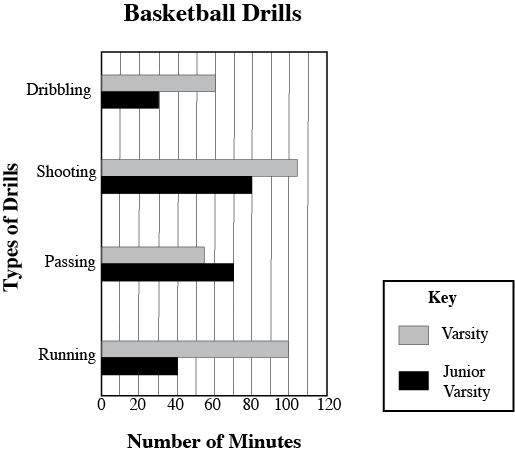 Basketball Drills
Types of Drills
Dribbling
Shooting
Passing
Running
0 20 40 60 80 100 120
Number of Minutes
Key
Varsity
Junior
Varsity